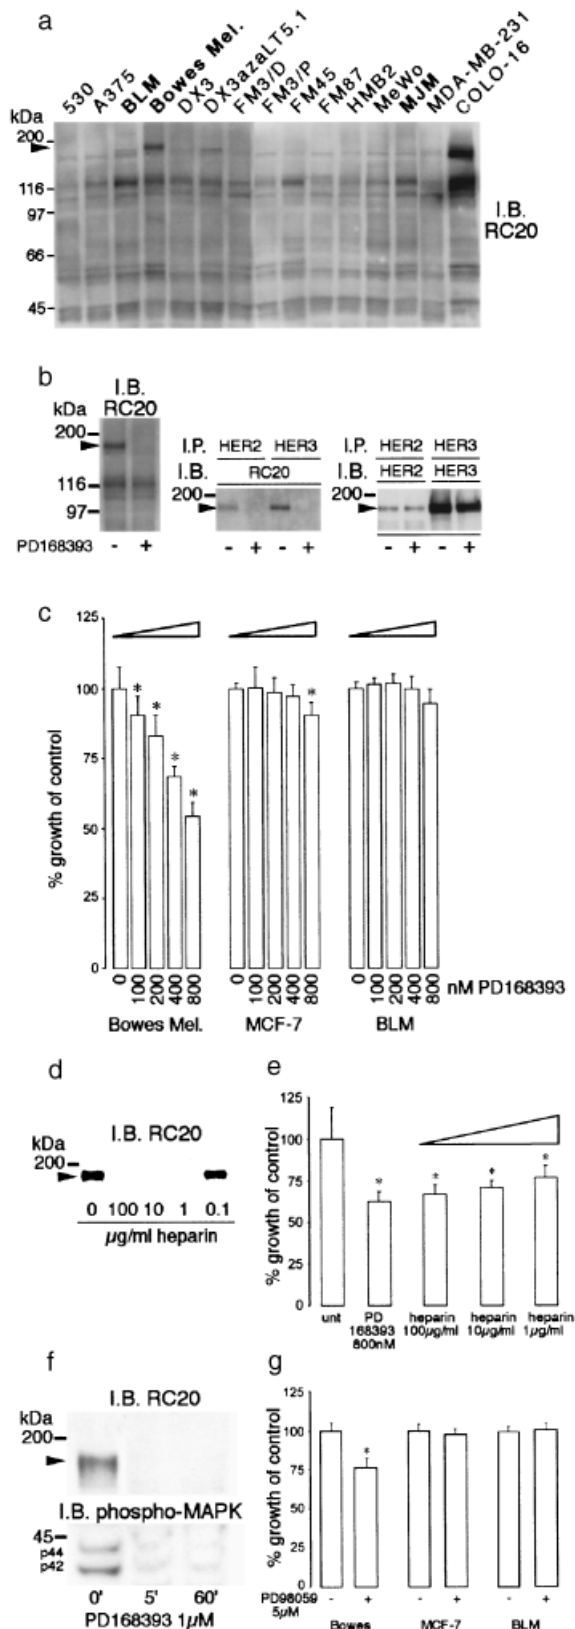 a
530 A375 BLM Bowes Mel. DX3 DX3azaLT5.1 FM3/D FM3/P FM45 FM87 HMB2 MeWo MJM MDA-MB-231 COLO-16
kDa
200
116
97
66
45
I.B.
RC20
b
I.B.
RC20
kDa
200
116
97
PD168393 - +
I.P. HER2 HER3
I.B. RC20
200
- + - +
I.P. HER2 HER3
I.B. HER2 HER3
200
- + - +
c
125
100
75
50
25
0
% growth of control
* * * * *
0 100 200 400 800 0 100 200 400 800 0 100 200 400 800 nM PD168393
Bowes Mel. MCF-7 BLM
d
I.B. RC20
kDa
200
0 100 10 1 0.1
µg/ml heparin
e
125
100
75
50
25
0
% growth of control
* * * *
unt PD heparin heparin heparin
168393 100µg/ml 10µg/ml 1µg/ml
800nM
f
I.B. RC20
kDa
200
I.B. phospho-MAPK
45
p44
p42
0' 5' 60'
PD168393 1µM
g
125
100
75
50
25
0
% growth of control
*
PD98059 - + - + - +
5µM
Bowes MCF-7 BLM